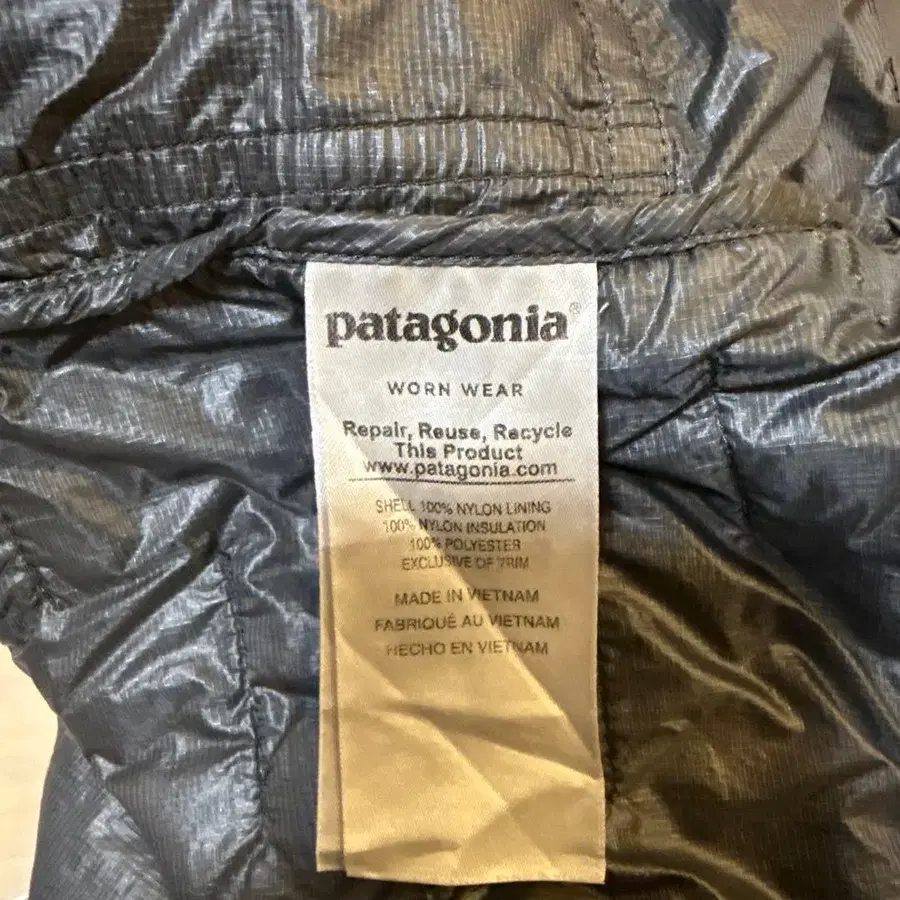 patagonia®
WORN WEAR
Repair, Reuse, Recycle
This Product
www.patagonia.com
SHELL 100% NYLON LINING
100% NYLON INSULATION
100% POLYESTER
EXCLUSIVE OF TRIM
MADE IN VIETNAM
FABRIQUÉ AU VIETNAM
HECHO EN VIETNAM